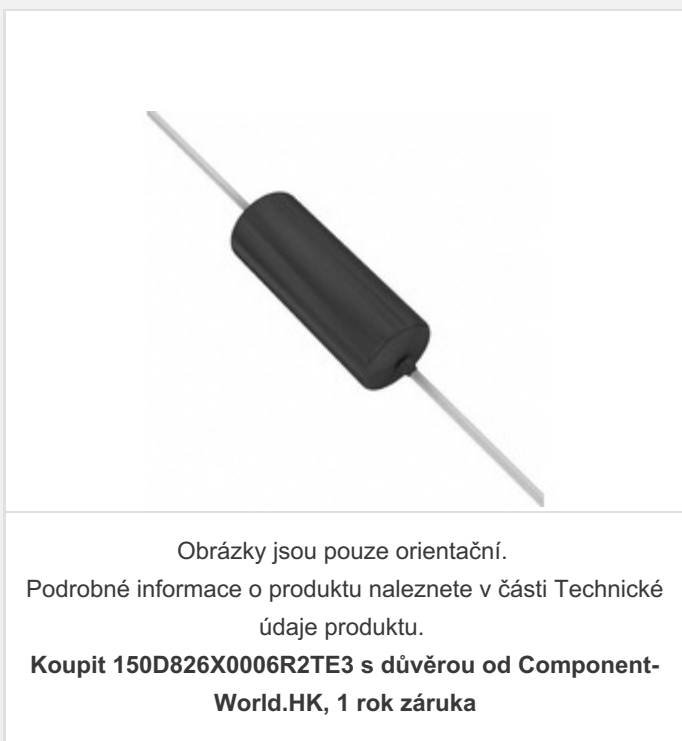 Obrázky jsou pouze orientační.
Podrobné informace o produktu naleznete v části Technické
údaje produktu.
Koupit 150D826X0006R2TE3 s důvěrou od Component-
World.HK, 1 rok záruka